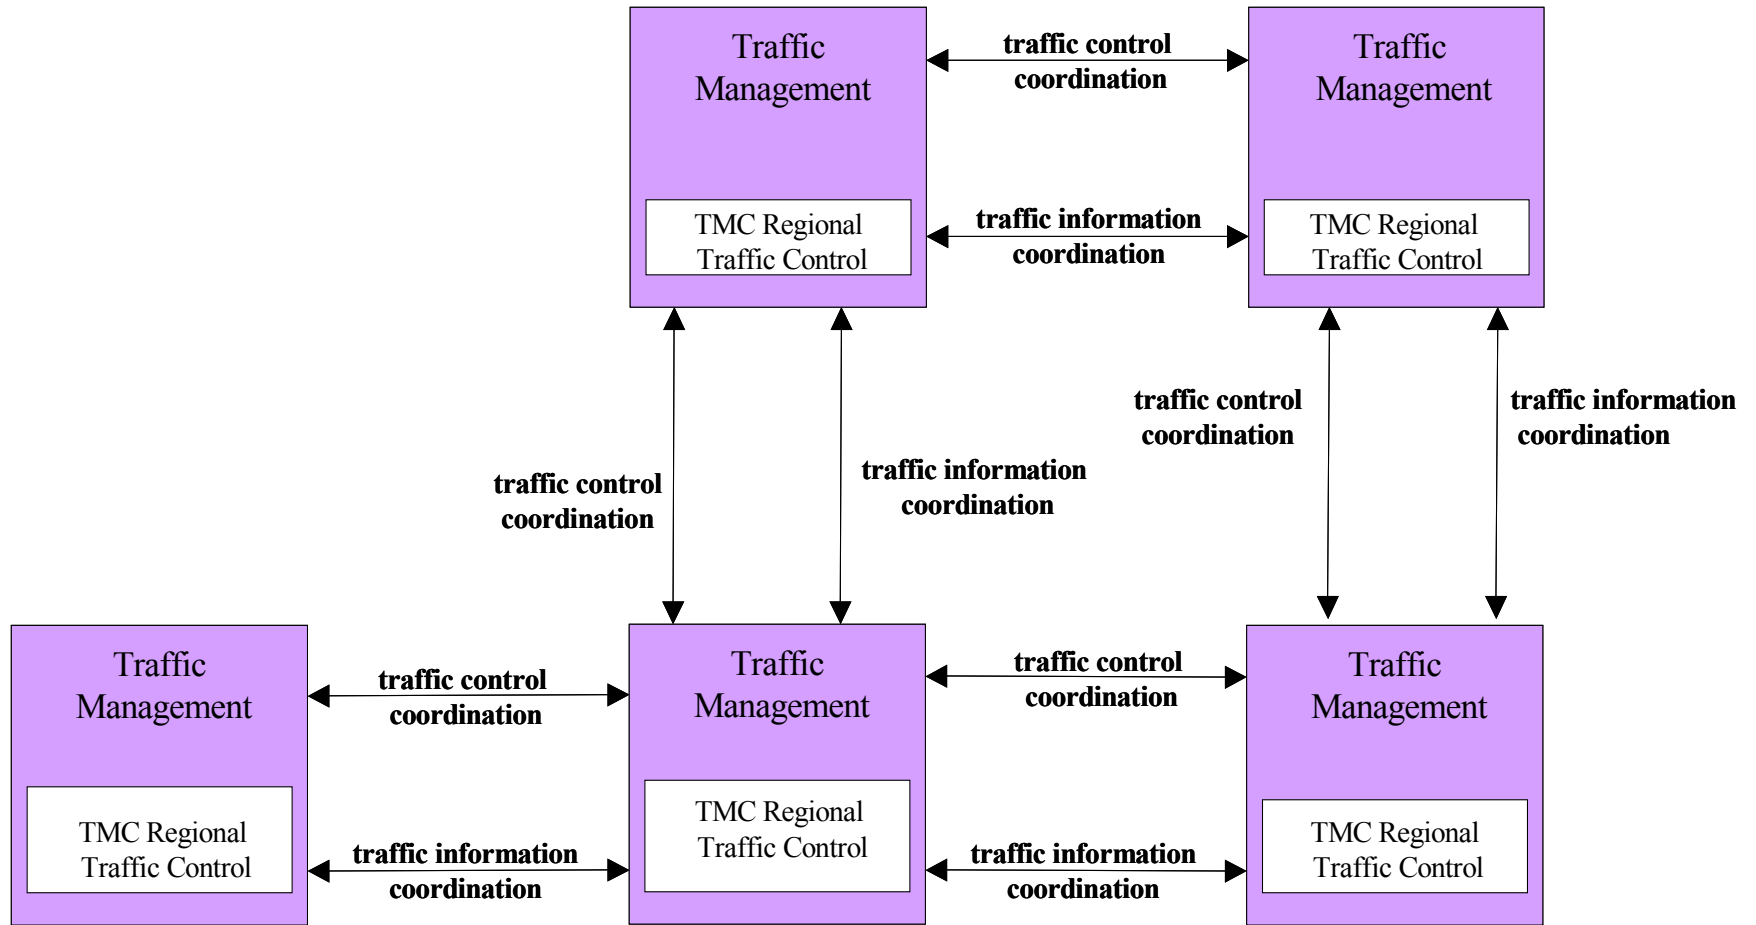 Traffic
Management
TMC Regional
Traffic Control
traffic control
coordination
traffic information
coordination
Traffic
Management
TMC Regional
Traffic Control
traffic control
coordination
traffic information
coordination
traffic control
coordination
traffic information
coordination
Traffic
Management
TMC Regional
Traffic Control
traffic control
coordination
traffic information
coordination
Traffic
Management
TMC Regional
Traffic Control
traffic control
coordination
traffic information
coordination
Traffic
Management
TMC Regional
Traffic Control